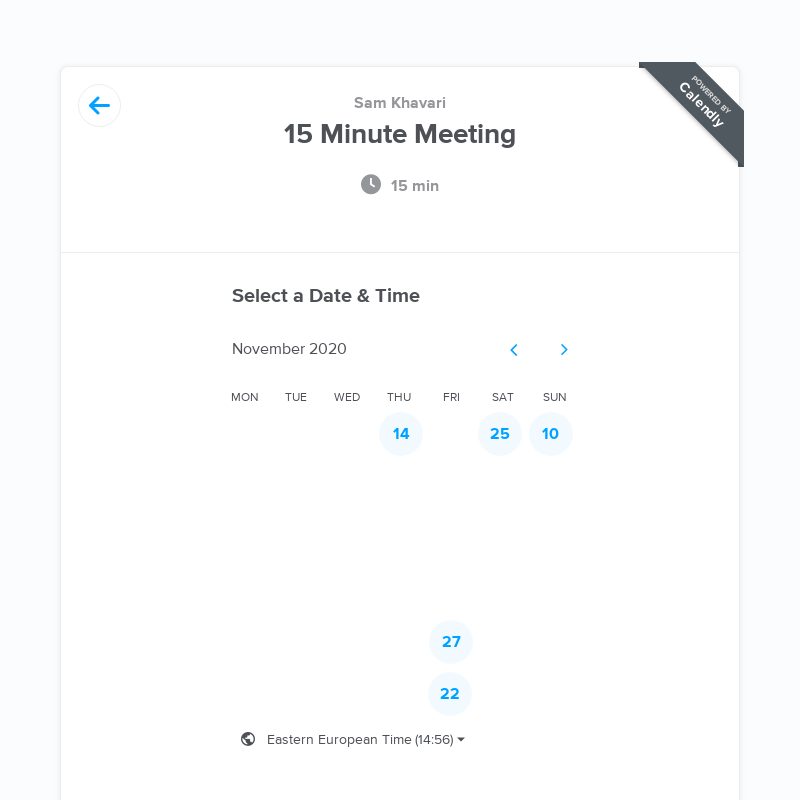 Sam Khavari
POWERED BY
Calendly
15 Minute Meeting
15 min
Select a Date & Time
November 2020
MON TUE WED THU FRI SAT SUN
14 25 10
27
22
Eastern European Time (14:56)